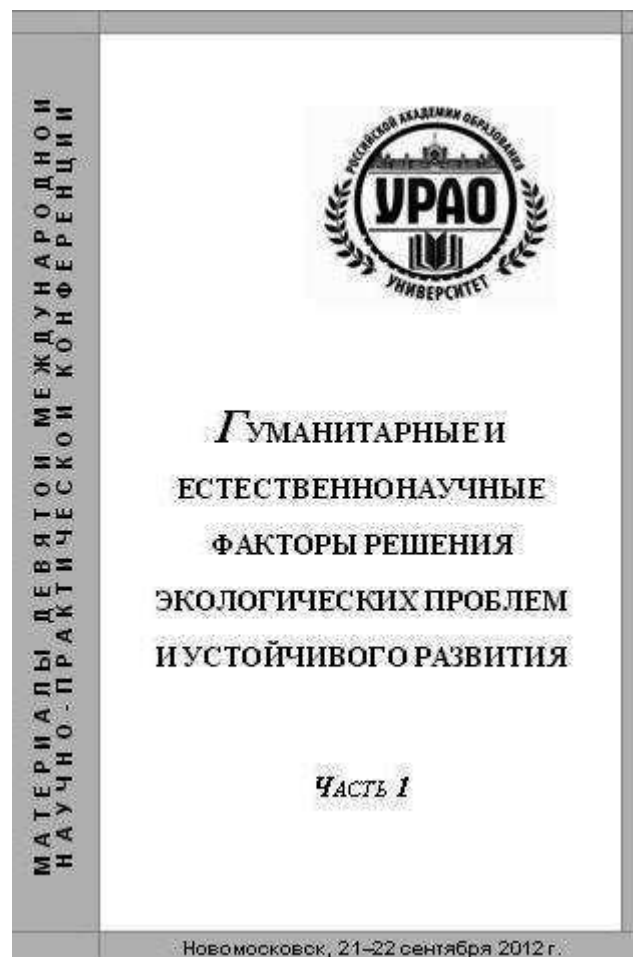 МАТЕРИАЛЫ ДЕВЯТОЙ МЕЖДУНАРОДНОЙ
НАУЧНО-ПРАКТИЧЕСКОЙ КОНФЕРЕНЦИИ
РОССИЙСКОЙ АКАДЕМИИ ОБРАЗОВАНИЯ
УРАО
УНИВЕРСИТЕТ
ГУМАНИТАРНЫЕ И
ЕСТЕСТВЕННОНАУЧНЫЕ
ФАКТОРЫ РЕШЕНИЯ
ЭКОЛОГИЧЕСКИХ ПРОБЛЕМ
И УСТОЙЧИВОГО РАЗВИТИЯ
ЧАСТЬ 1
Новомосковск, 21–22 сентября 2012 г.